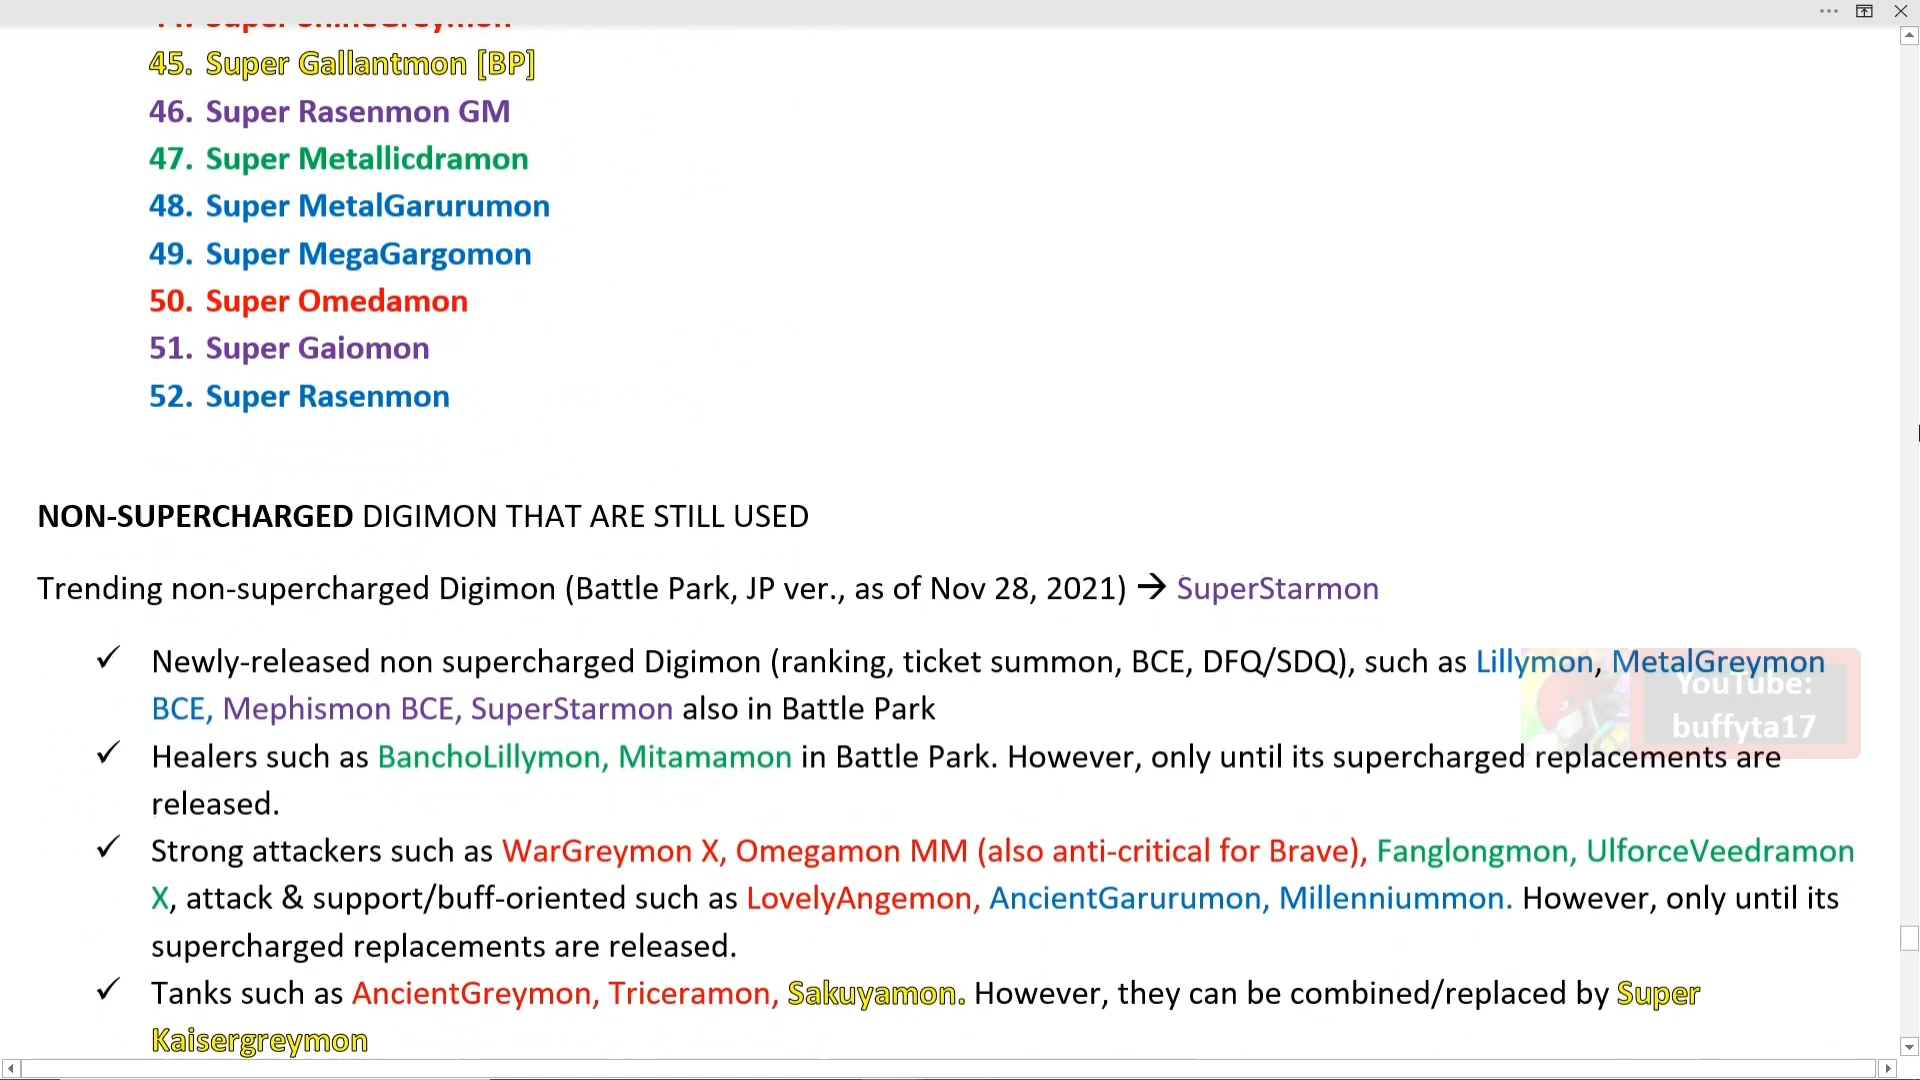 44. Super ShineGreymon
45. Super Gallantmon [BP]
46. Super Rasenmon GM
47. Super Metallicdramon
48. Super MetalGarurumon
49. Super MegaGargomon
50. Super Omedamon
51. Super Gaiomon
52. Super Rasenmon
NON-SUPERCHARGED DIGIMON THAT ARE STILL USED
Trending non-supercharged Digimon (Battle Park, JP ver., as of Nov 28, 2021) → SuperStarmon
✓ Newly-released non supercharged Digimon (ranking, ticket summon, BCE, DFQ/SDQ), such as Lillymon, MetalGreymon
BCE, Mephismon BCE, SuperStarmon also in Battle Park
✓ Healers such as BanchoLillymon, Mitamamon in Battle Park. However, only until its supercharged replacements are
released.
✓ Strong attackers such as WarGreymon X, Omegamon MM (also anti-critical for Brave), Fanglongmon, UlforceVeedramon
X, attack & support/buff-oriented such as LovelyAngemon, AncientGarurumon, Millenniummon. However, only until its
supercharged replacements are released.
✓ Tanks such as AncientGreymon, Triceramon, Sakuyamon. However, they can be combined/replaced by Super
Kaisergreymon
YouTube:
buffyta17